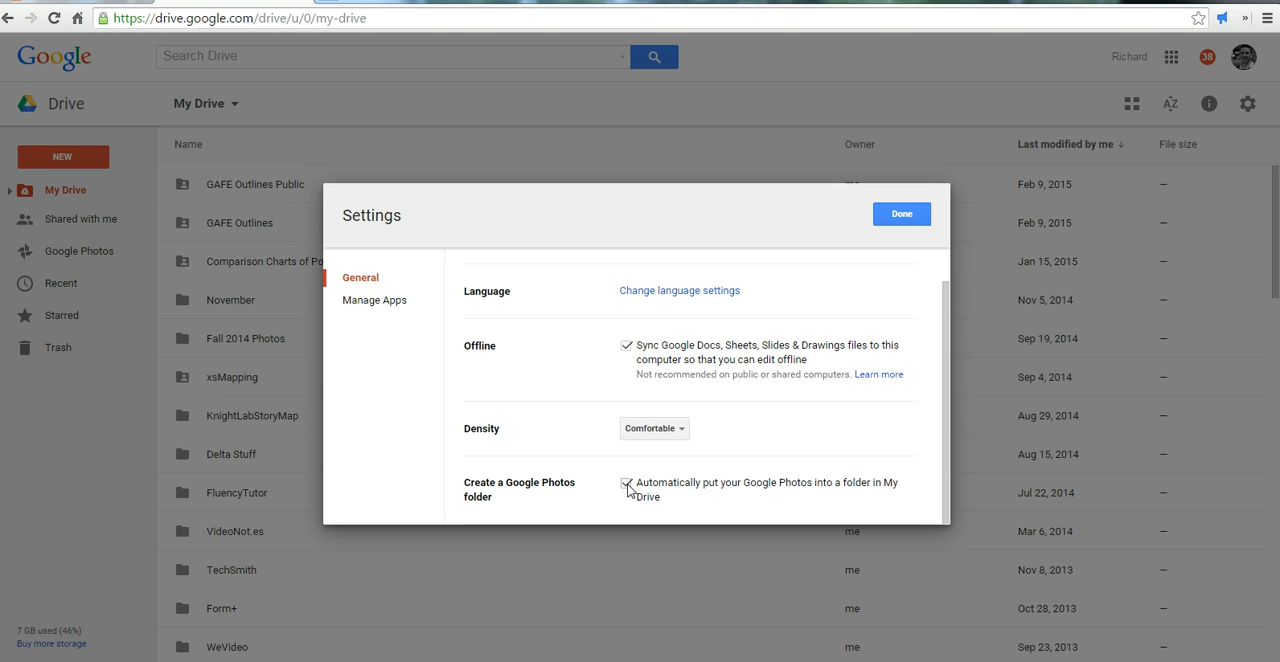 https://drive.google.com/drive/u/0/my-drive
»
Google
Search Drive
Richard
38
Drive
My Drive
AZ
Name
Owner
Last modified by me ↓
File size
NEW
My Drive
Shared with me
Google Photos
Recent
Starred
Trash
7 GB used (46%)
Buy more storage
GAFE Outlines Public
Feb 9, 2015
—
GAFE Outlines
Feb 9, 2015
—
Comparison Charts of Po
Jan 15, 2015
—
November
Nov 5, 2014
—
Fall 2014 Photos
Sep 19, 2014
—
xsMapping
Sep 4, 2014
—
KnightLabStoryMap
Aug 29, 2014
—
Delta Stuff
Aug 15, 2014
—
FluencyTutor
Jul 22, 2014
—
VideoNot.es
me
Mar 6, 2014
—
TechSmith
me
Nov 8, 2013
—
Form+
me
Oct 28, 2013
—
WeVideo
me
Sep 23, 2013
—
Settings
Done
General
Manage Apps
Language
Change language settings
Offline
Sync Google Docs, Sheets, Slides & Drawings files to this
computer so that you can edit offline
Not recommended on public or shared computers. Learn more
Density
Comfortable
Create a Google Photos
folder
Automatically put your Google Photos into a folder in My
Drive